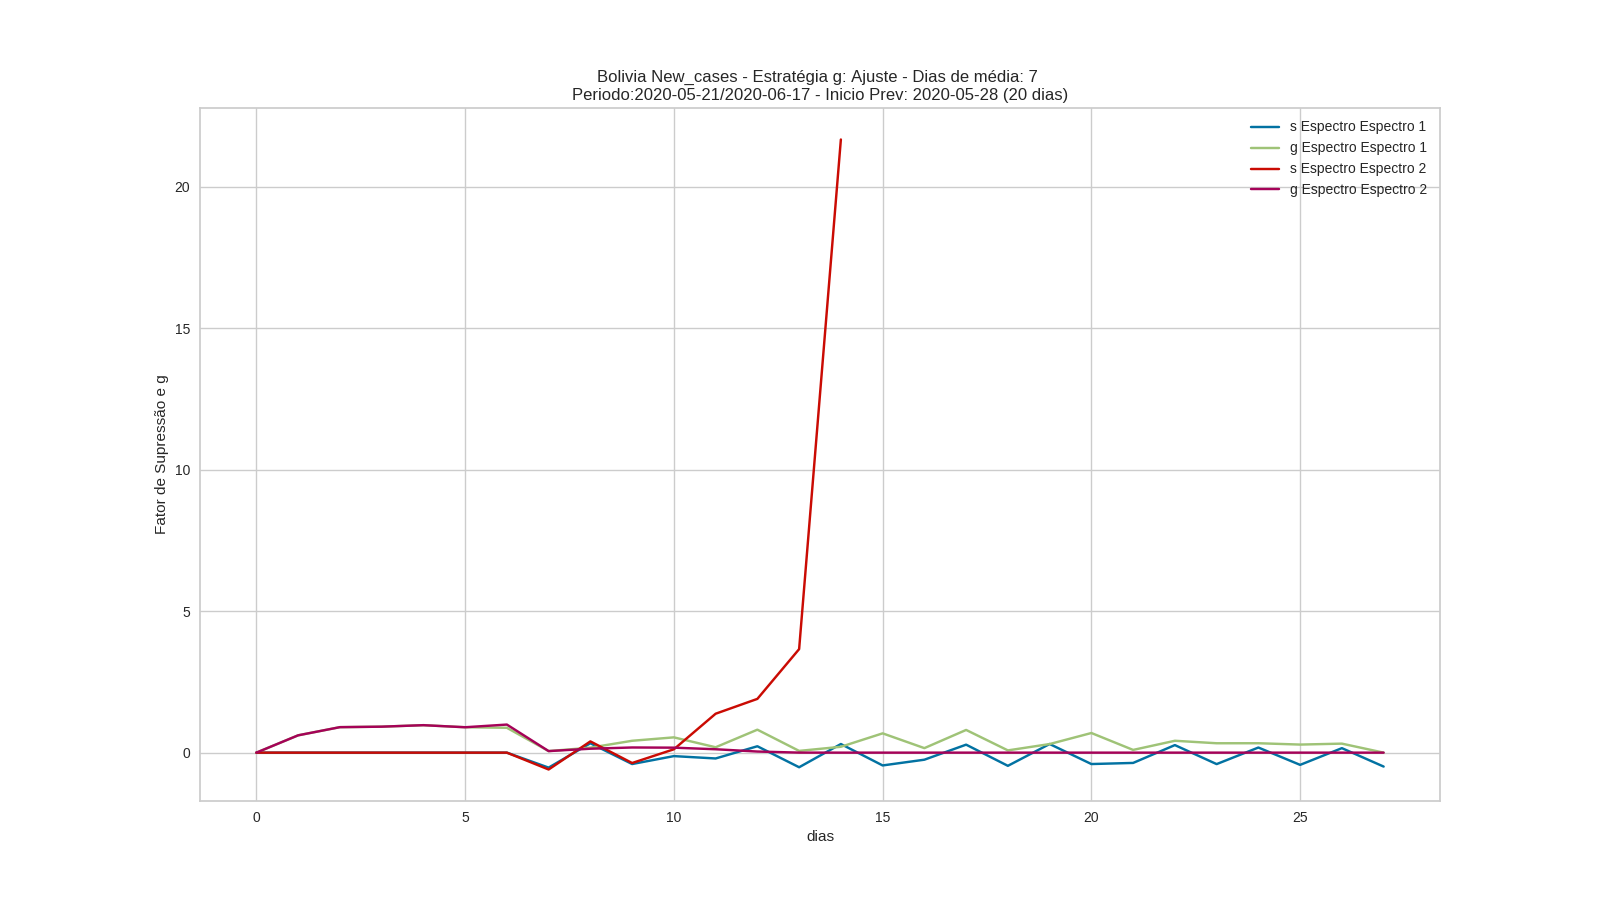 Bolivia New_cases - Estratégia g: Ajuste - Dias de média: 7
Periodo:2020-05-21/2020-06-17 - Inicio Prev: 2020-05-28 (20 dias)
s Espectro Espectro 1
g Espectro Espectro 1
s Espectro Espectro 2
g Espectro Espectro 2
Fator de Supressão e g
20
15
10
5
0
0 5 10 15 20 25
dias